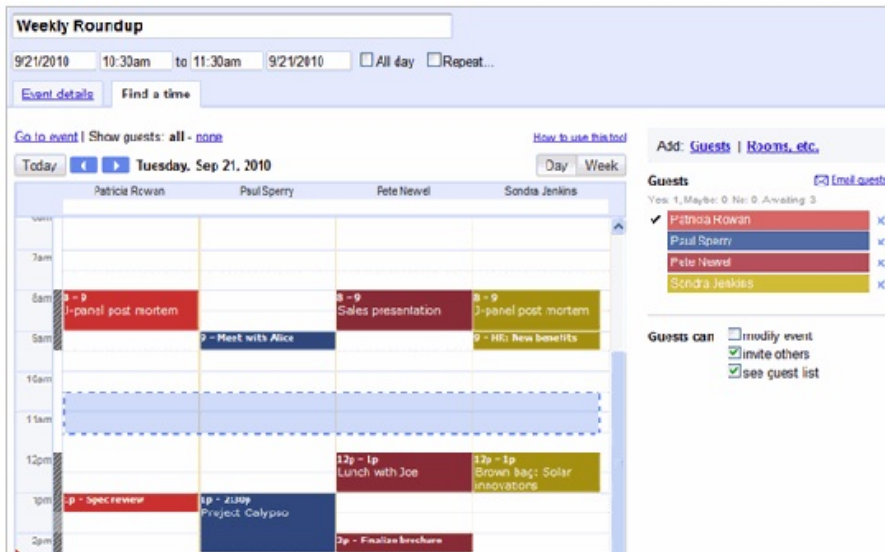 Weekly Roundup
9/21/2010 10:30am to 11:30am 9/21/2010 All day Repeat...
Event details Find a time
Go to event | Show guests: all - none How to use this tool
Today Tuesday, Sep 21, 2010 Day Week
Patricia Rowan Paul Sperry Pete Newel Sondra Jenkins
7am
8am
9am
10am
11am
12pm
1pm
2pm
8 – 9
J-panel post mortem
8 – 9
Sales presentation
8 – 9
J-panel post mortem
9 – Meet with Alice
9 – HR: New benefits
12p – 1p
Lunch with Joe
12p – 1p
Brown bag: Solar
innovations
1p – Spec review
1p – 2:30p
Project Calypso
2p – Finalize brochure
Add: Guests | Rooms, etc.
Guests Email guests
Yes: 1, Maybe: 0, No: 0, Awaiting: 3
Patricia Rowan
Paul Sperry
Pete Newel
Sondra Jenkins
Guests can modify event
invite others
see guest list